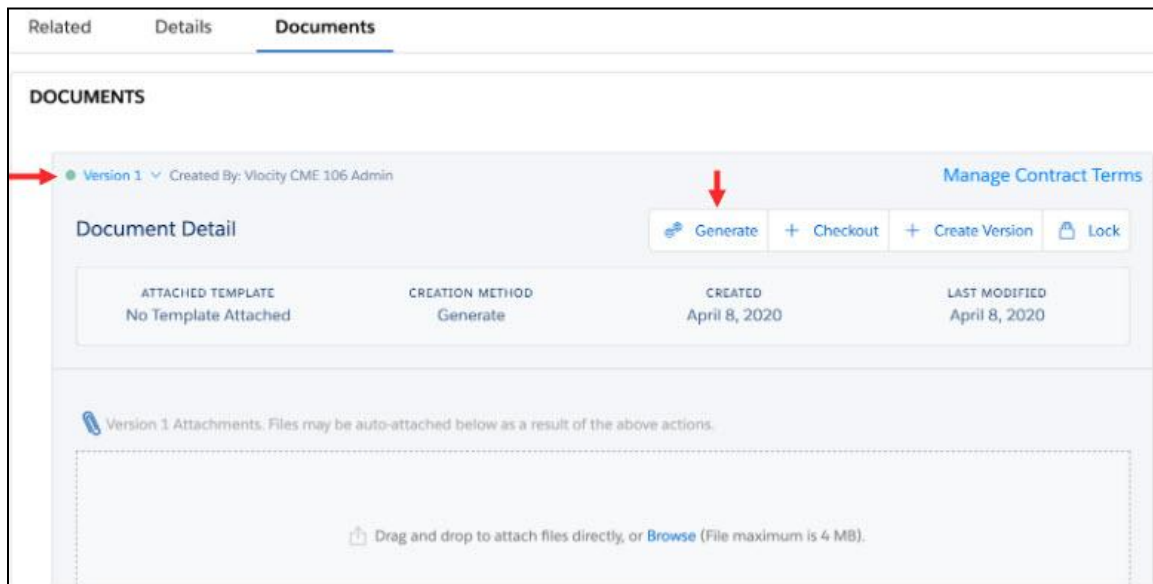 Related Details Documents
DOCUMENTS
Version 1 Created By: Vlocity CME 106 Admin
Manage Contract Terms
Document Detail
Generate + Checkout + Create Version Lock
ATTACHED TEMPLATE CREATION METHOD CREATED LAST MODIFIED
No Template Attached Generate April 8, 2020 April 8, 2020
Version 1 Attachments. Files may be auto-attached below as a result of the above actions.
Drag and drop to attach files directly, or Browse (File maximum is 4 MB).